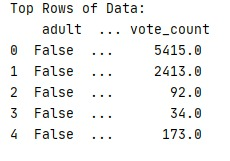 Top Rows of Data:
adult ... vote_count
0 False ... 5415.0
1 False ... 2413.0
2 False ... 92.0
3 False ... 34.0
4 False ... 173.0